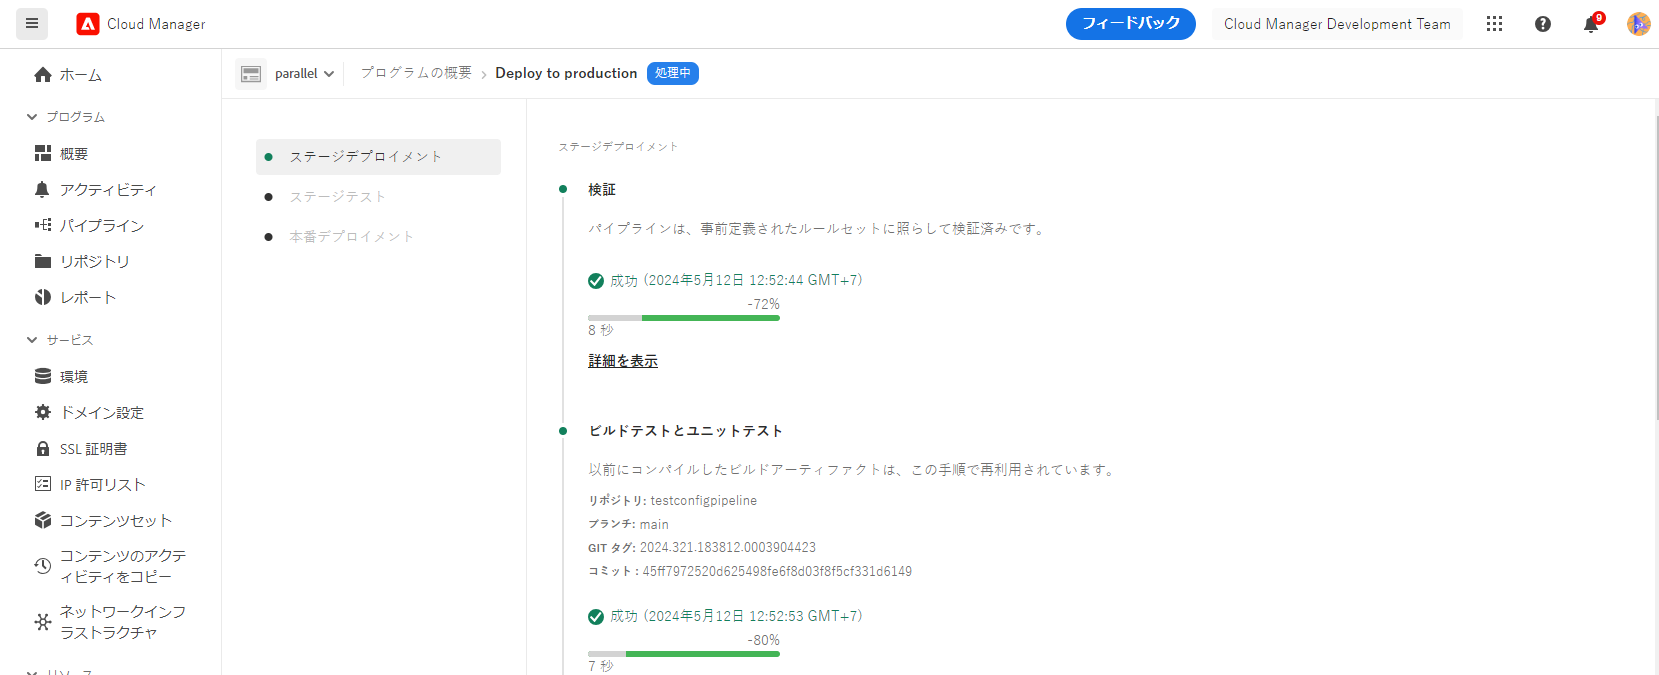 Cloud Manager
フィードバック
Cloud Manager Development Team
9
ホーム
プログラム
概要
アクティビティ
パイプライン
リポジトリ
レポート
サービス
環境
ドメイン設定
SSL 証明書
IP 許可リスト
コンテンツセット
コンテンツのアクテ
ィビティをコピー
ネットワークインフ
ラストラクチャ
リソース
parallel
プログラムの概要 › Deploy to production 処理中
ステージデプロイメント
ステージテスト
本番デプロイメント
ステージデプロイメント
検証
パイプラインは、事前定義されたルールセットに照らして検証済みです。
成功 (2024年5月12日 12:52:44 GMT+7)
-72%
8 秒
詳細を表示
ビルドテストとユニットテスト
以前にコンパイルしたビルドアーティファクトは、この手順で再利用されています。
リポジトリ: testconfigpipeline
ブランチ: main
GIT タグ: 2024.321.183812.0003904423
コミット : 45ff7972520d625498fe6f8d03f8f5cf331d6149
成功 (2024年5月12日 12:52:53 GMT+7)
-80%
7 秒